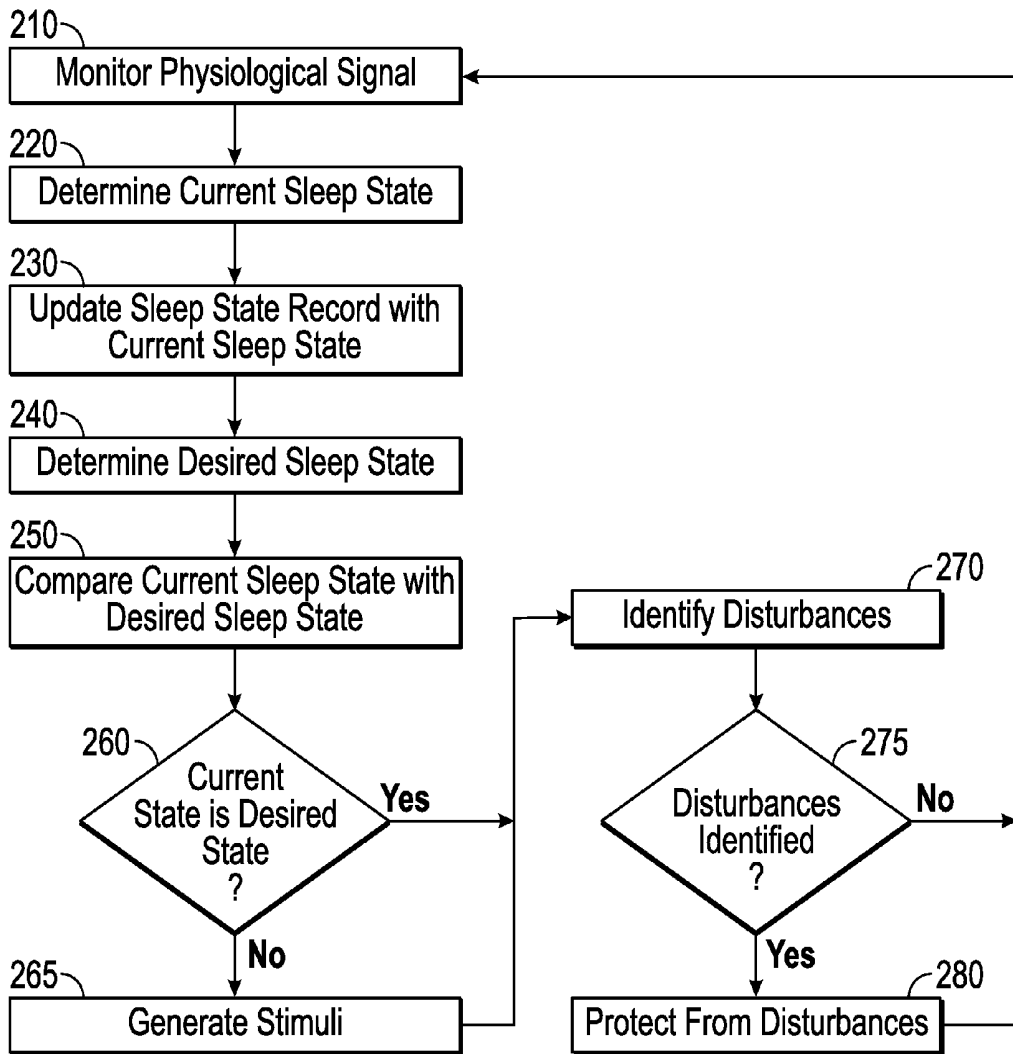 210
Monitor Physiological Signal
220
Determine Current Sleep State
230
Update Sleep State Record with
Current Sleep State
240
Determine Desired Sleep State
250
Compare Current Sleep State with
Desired Sleep State
260
Current
State is Desired
State
?
Yes
No
265
Generate Stimuli
270
Identify Disturbances
275
Disturbances
Identified
?
No
Yes
280
Protect From Disturbances